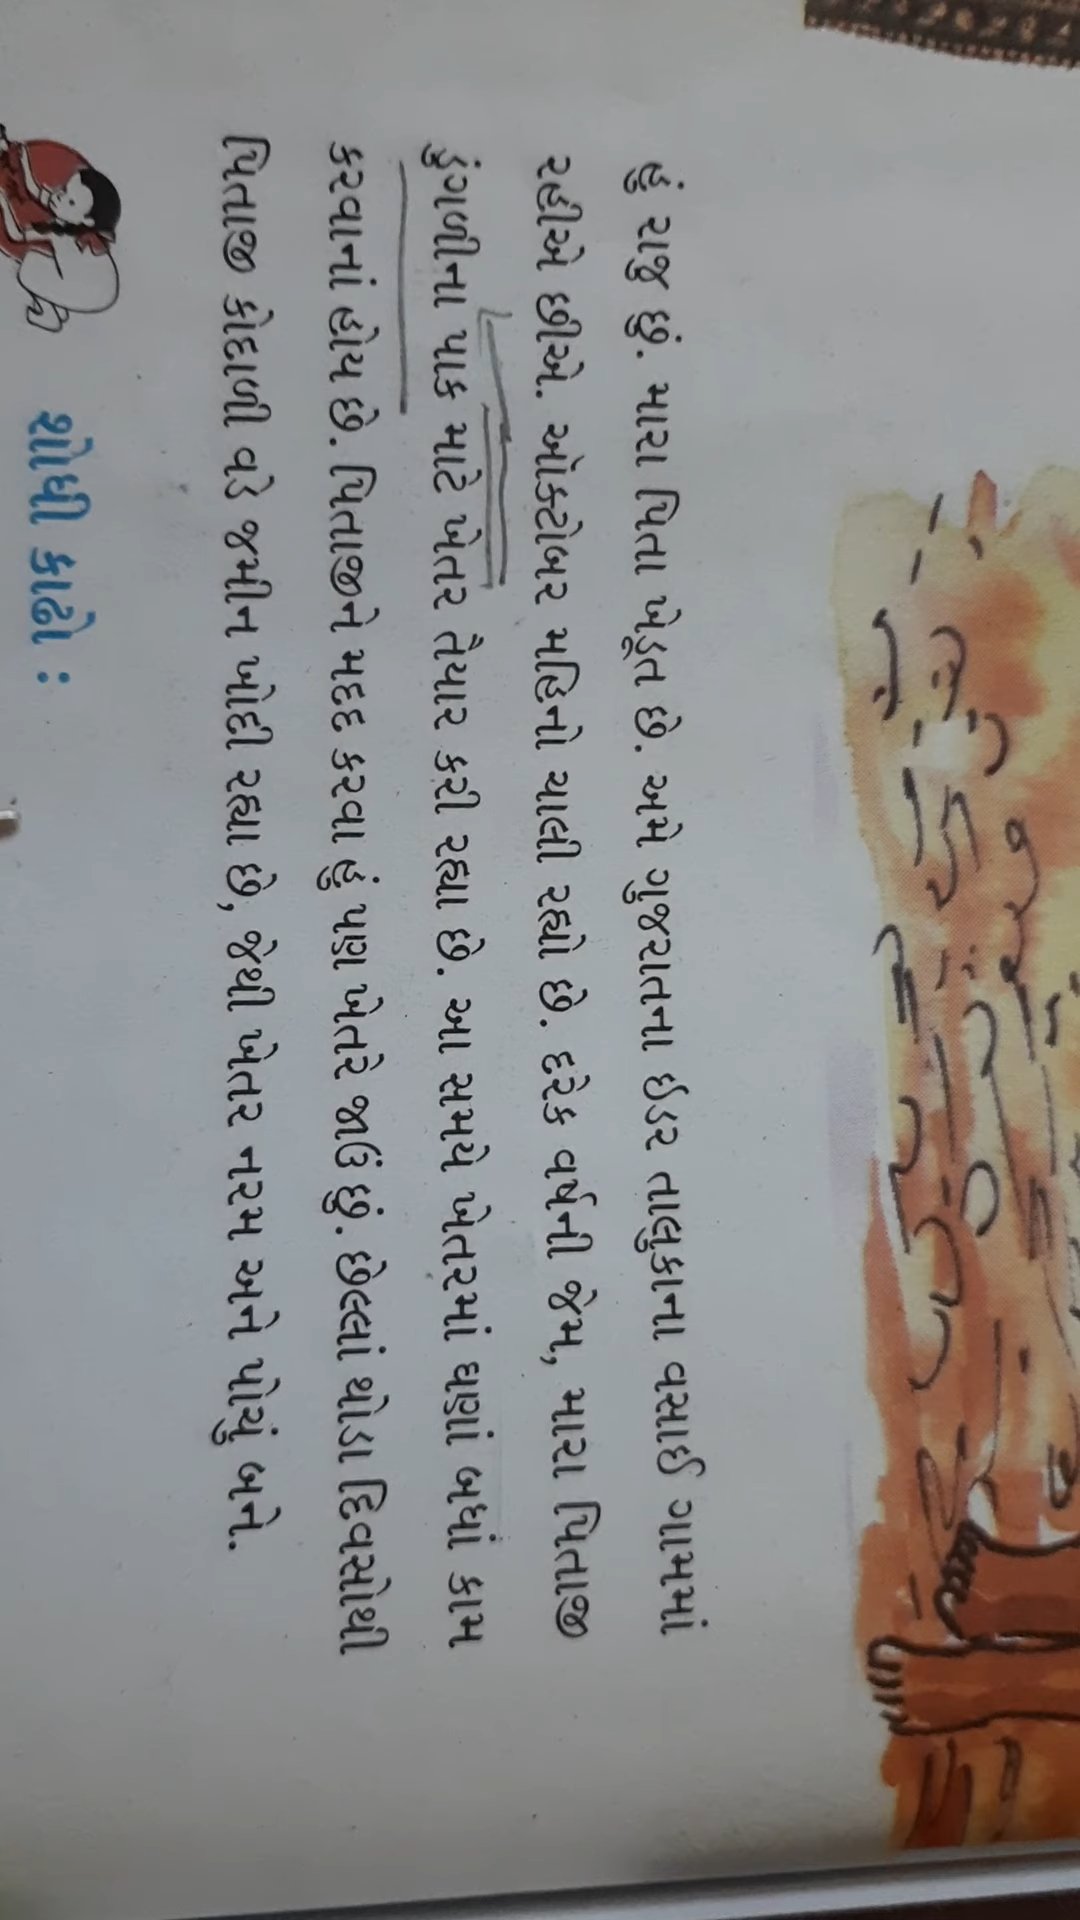 હું રાજુ છું. મારા પિતા ખેડૂત છે. અમે ગુજરાતના ઈડર તાલુકાના વસાઈ ગામમાં
રહીએ છીએ. ઑક્ટોબર મહિનો ચાલી રહ્યો છે. દરેક વર્ષની જેમ, મારા પિતાજી
ડુંગળીના પાક માટે ખેતર તૈયાર કરી રહ્યા છે. આ સમયે ખેતરમાં ઘણાં બધાં કામ
કરવાનાં હોય છે. પિતાજીને મદદ કરવા હું પણ ખેતરે જાઉં છું. છેલ્લાં થોડા દિવસોથી
પિતાજી કોદાળી વડે જમીન ખોદી રહ્યા છે, જેથી ખેતર નરમ અને પોચું બને.
શોધી કાઢો :